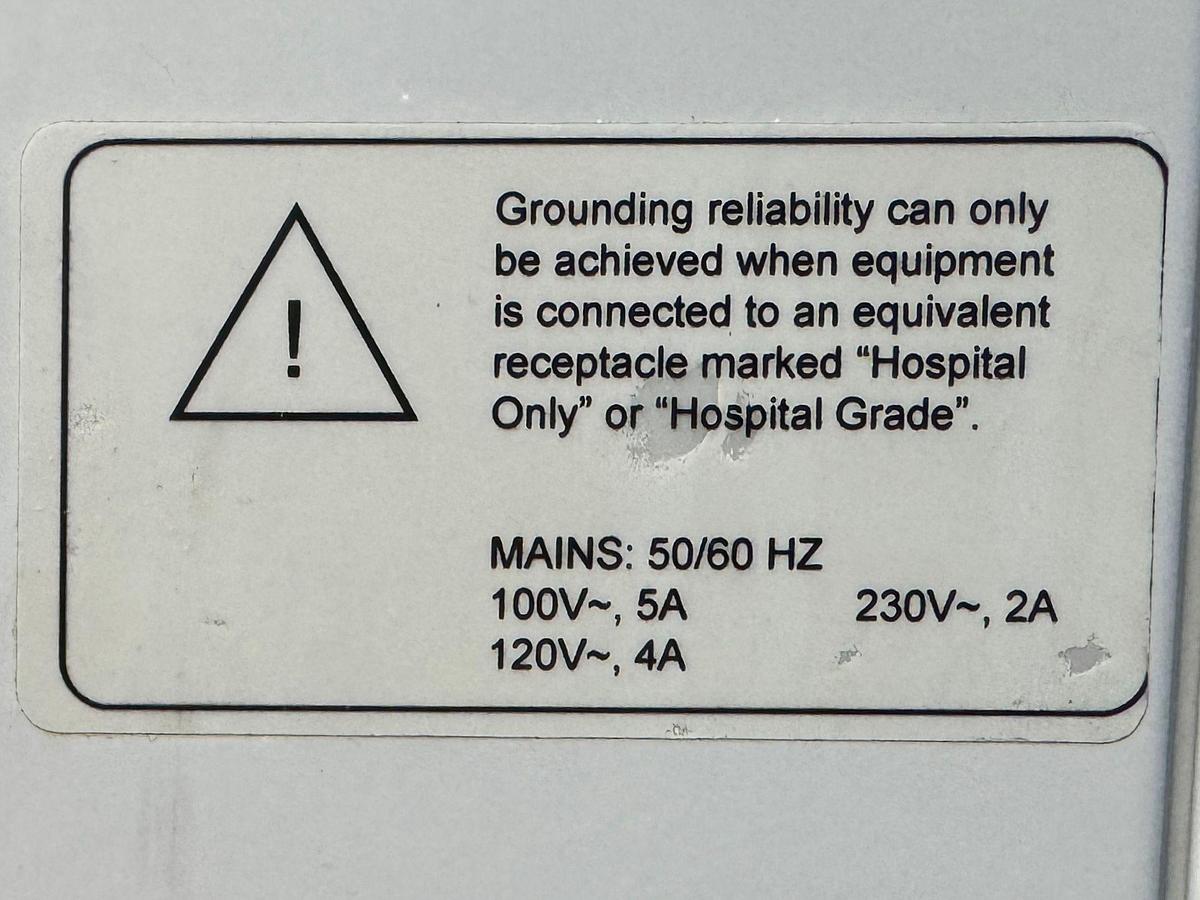 !
Grounding reliability can only
be achieved when equipment
is connected to an equivalent
receptacle marked “Hospital
Only” or “Hospital Grade”.
MAINS: 50/60 HZ
100V~, 5A 230V~, 2A
120V~, 4A